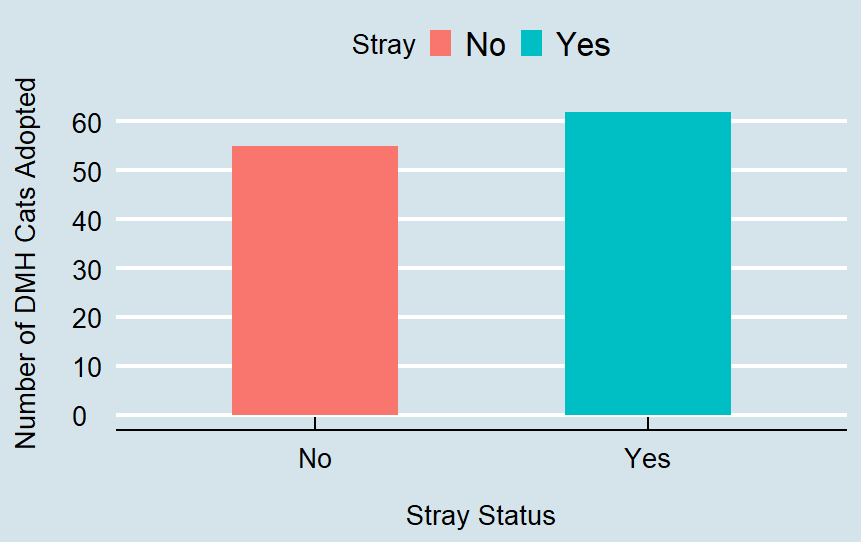 Stray No Yes
Number of DMH Cats Adopted
60
50
40
30
20
10
0
No Yes
Stray Status